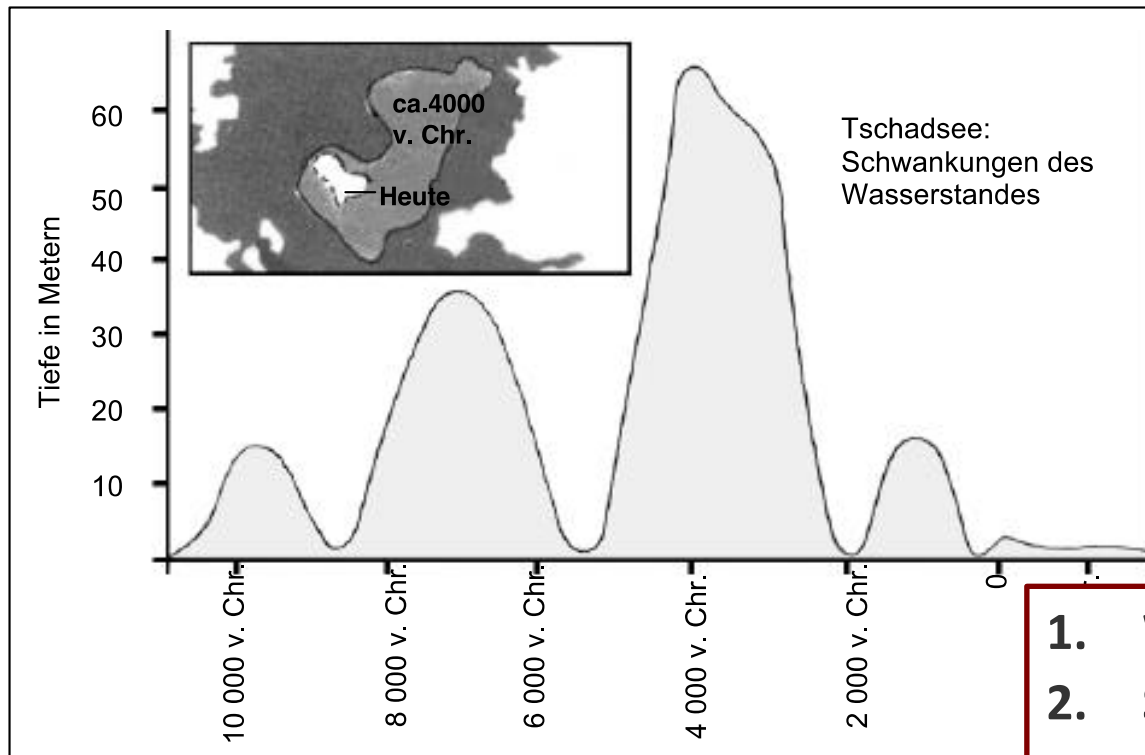 ca.4000
v. Chr.
Heute
Tschadsee:
Schwankungen des
Wasserstandes
Tiefe in Metern
60
50
40
30
20
10
10 000 v. Chr.
8 000 v. Chr.
6 000 v. Chr.
4 000 v. Chr.
2 000 v. Chr.
0
1.
2.